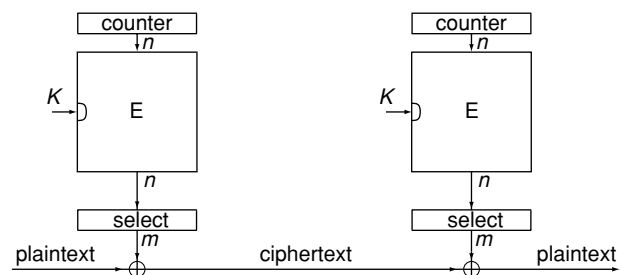 counter counter
n n
K E K E
n n
select select
m m
plaintext ciphertext plaintext